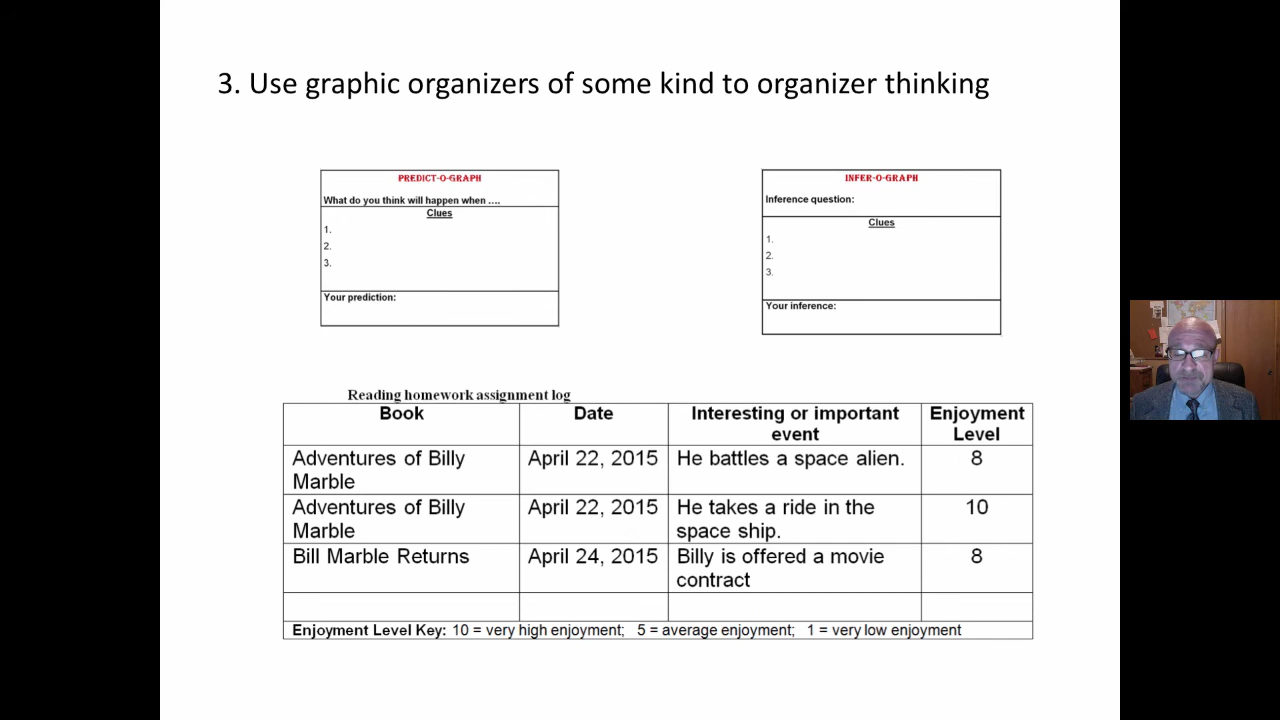 3. Use graphic organizers of some kind to organizer thinking
PREDICT-O-GRAPH
What do you think will happen when ....
Clues
1.
2.
3.
Your prediction:
INFER-O-GRAPH
Inference question:
Clues
1.
2.
3.
Your inference:
Reading homework assignment log
Book Date Interesting or important event Enjoyment Level
Adventures of Billy Marble April 22, 2015 He battles a space alien. 8
Adventures of Billy Marble April 22, 2015 He takes a ride in the space ship. 10
Bill Marble Returns April 24, 2015 Billy is offered a movie contract 8
Enjoyment Level Key: 10 = very high enjoyment; 5 = average enjoyment; 1 = very low enjoyment